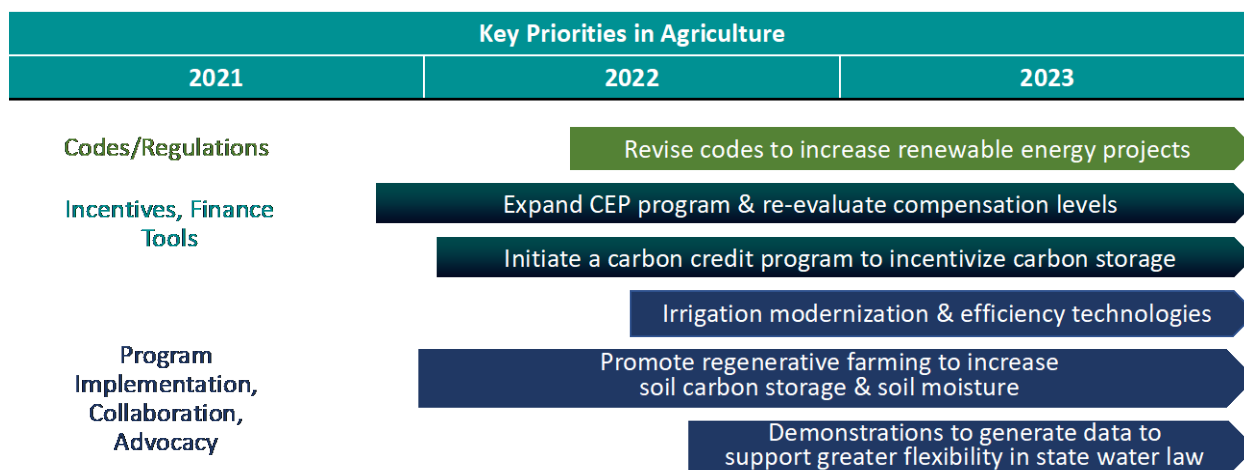 Key Priorities in Agriculture
2021
2022
2023
Codes/Regulations
Revise codes to increase renewable energy projects
Incentives, Finance
Tools
Expand CEP program & re-evaluate compensation levels
Initiate a carbon credit program to incentivize carbon storage
Irrigation modernization & efficiency technologies
Program
Implementation,
Collaboration,
Advocacy
Promote regenerative farming to increase
soil carbon storage & soil moisture
Demonstrations to generate data to
support greater flexibility in state water law